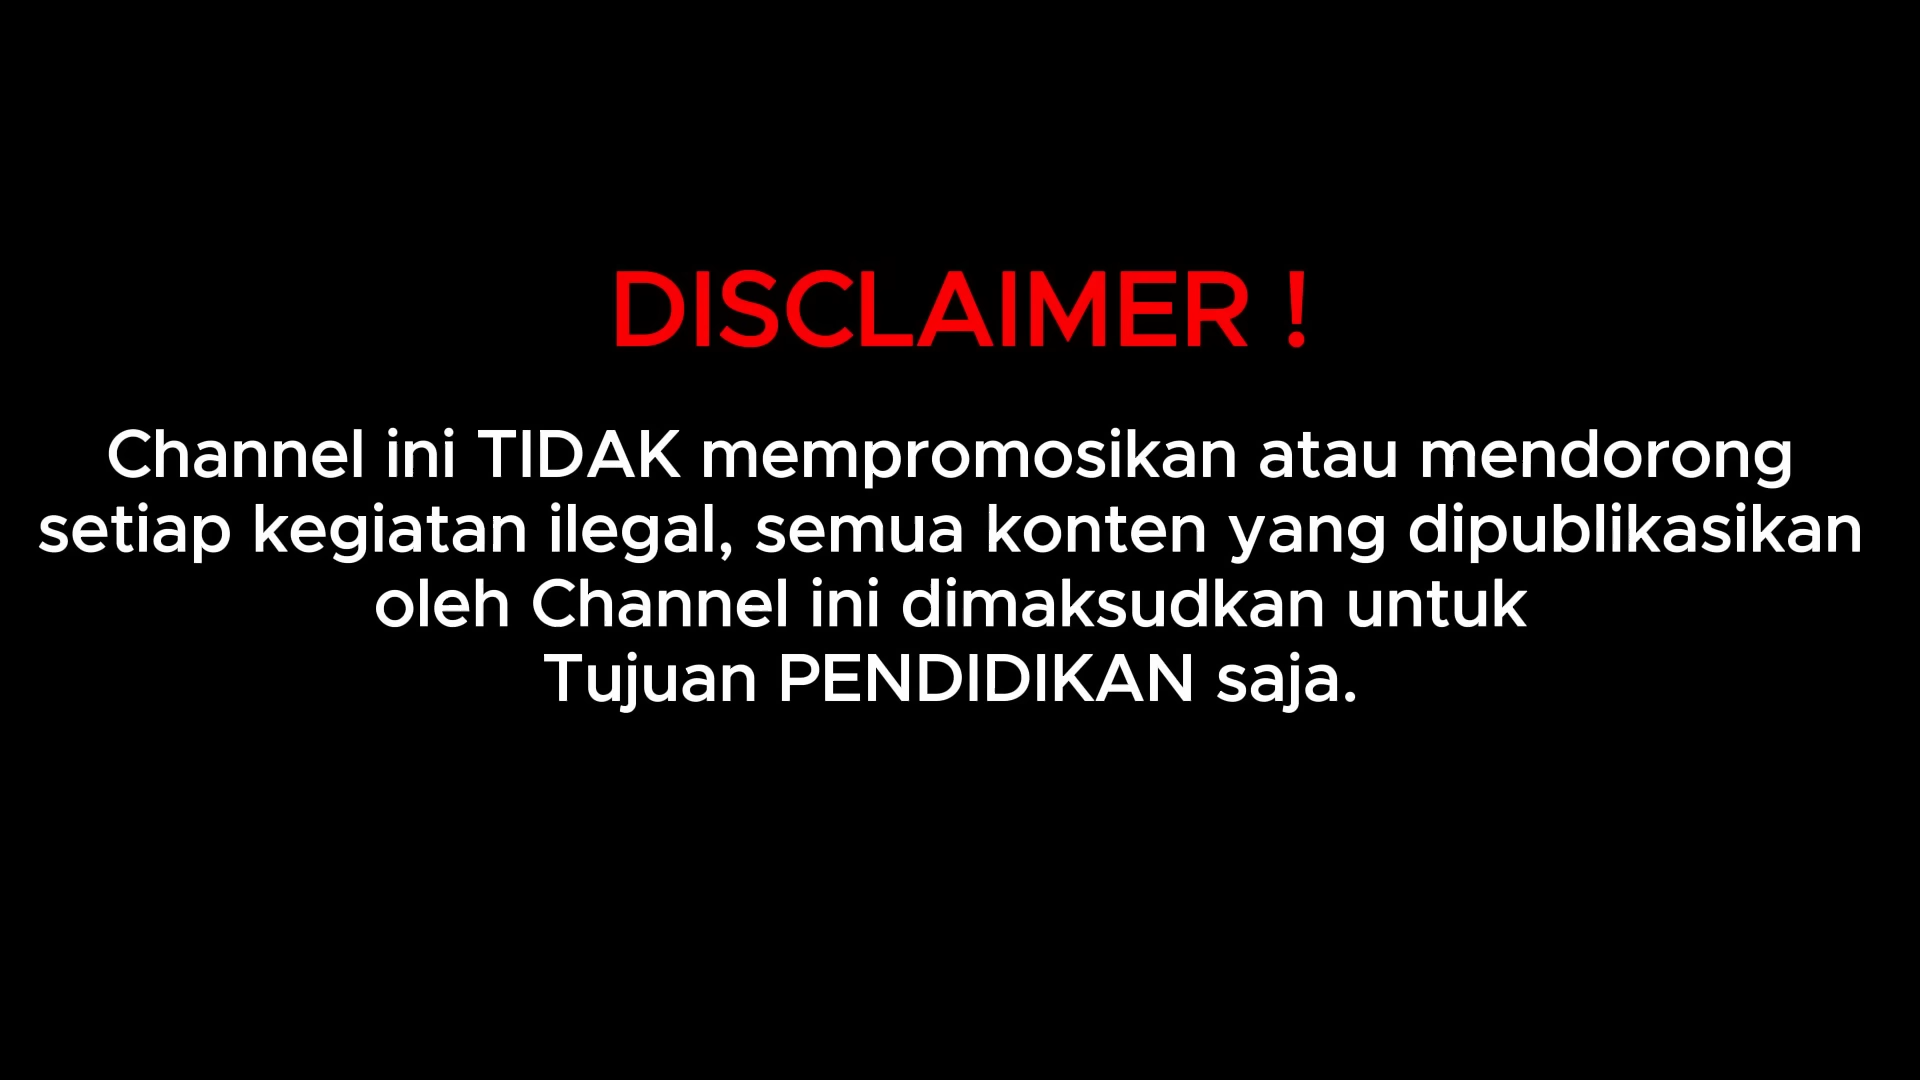 DISCLAIMER !
Channel ini TIDAK mempromosikan atau mendorong
setiap kegiatan ilegal, semua konten yang dipublikasikan
oleh Channel ini dimaksudkan untuk
Tujuan PENDIDIKAN saja.